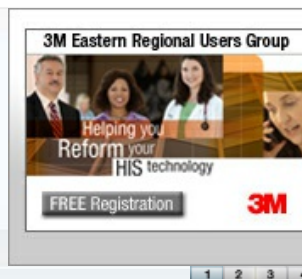 3M Eastern Regional Users Group
Helping you
Reform your
HIS technology
FREE Registration
3M
1 2 3